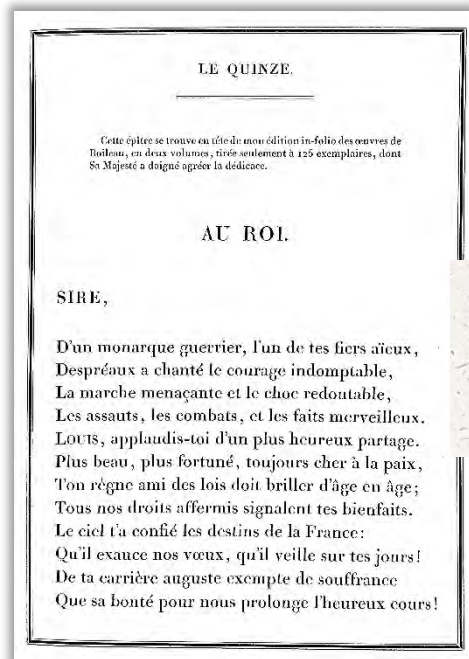 LE QUINZE.
Cette épître se trouve en tête de mon édition in-folio des œuvres de
Boileau, en deux volumes, tirée seulement à 125 exemplaires, dont
Sa Majesté a daigné agréer la dédicace.
AU ROI.
SIRE,
D'un monarque guerrier, l'un de tes fiers aïeux,
Despréaux a chanté le courage indomptable,
La marche menaçante et le choc redoutable,
Les assauts, les combats, et les faits merveilleux.
LOUIS, applaudis-toi d'un plus heureux partage.
Plus beau, plus fortuné, toujours cher à la paix,
Ton règne ami des lois doit briller d'âge en âge;
Tous nos droits affermis signalent tes bienfaits.
Le ciel t'a confié les destins de la France:
Qu'il exauce nos vœux, qu'il veille sur tes jours!
De ta carrière auguste exempte de souffrance
Que sa bonté pour nous prolonge l'heureux cours!